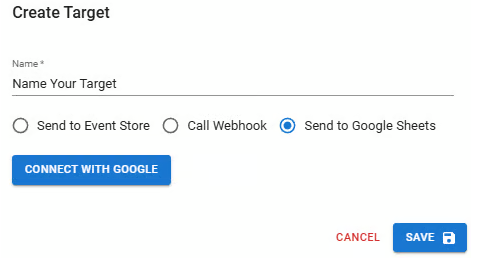 Create Target
Name *
Name Your Target
Send to Event Store Call Webhook Send to Google Sheets
CONNECT WITH GOOGLE
CANCEL SAVE